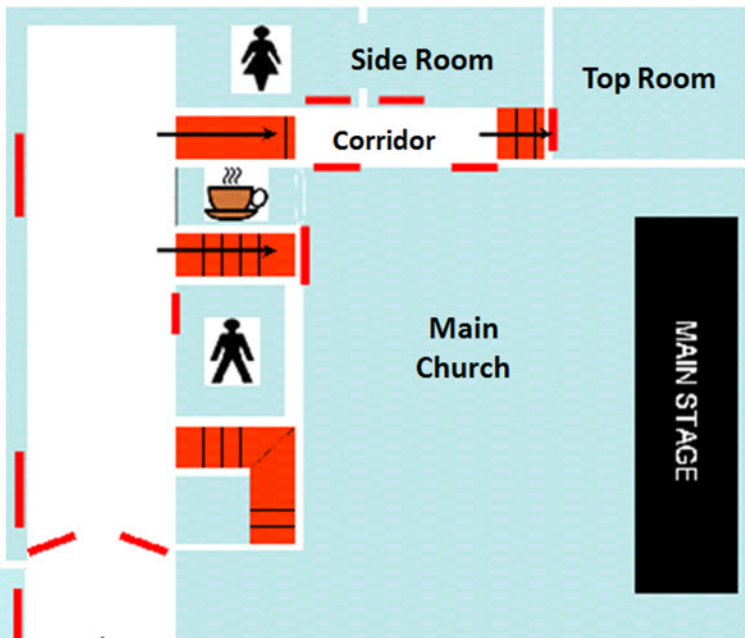 Side Room
Top Room
Corridor
Main
Church
MAIN STAGE